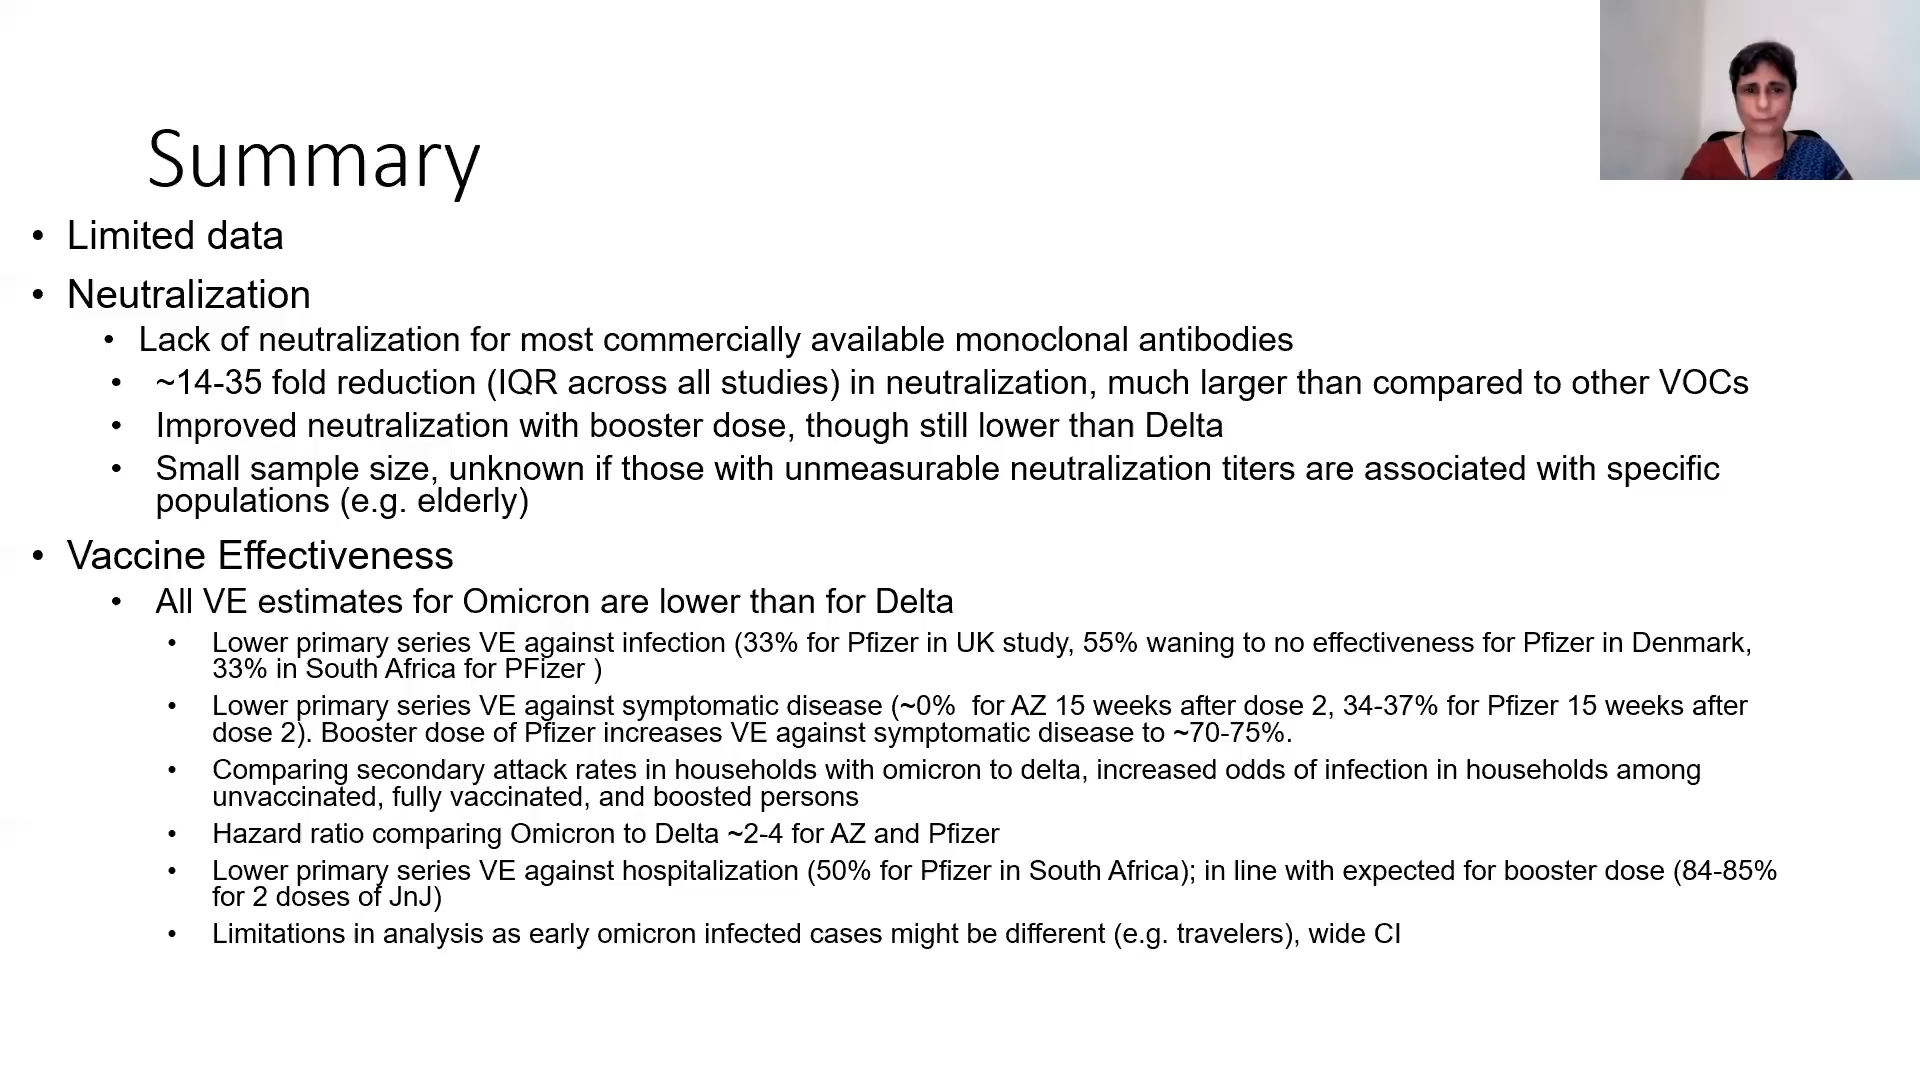 Summary
• Limited data
• Neutralization
• Lack of neutralization for most commercially available monoclonal antibodies
• ~14-35 fold reduction (IQR across all studies) in neutralization, much larger than compared to other VOCs
• Improved neutralization with booster dose, though still lower than Delta
• Small sample size, unknown if those with unmeasurable neutralization titers are associated with specific
populations (e.g. elderly)
• Vaccine Effectiveness
• All VE estimates for Omicron are lower than for Delta
• Lower primary series VE against infection (33% for Pfizer in UK study, 55% waning to no effectiveness for Pfizer in Denmark,
33% in South Africa for PFizer )
• Lower primary series VE against symptomatic disease (~0%  for AZ 15 weeks after dose 2, 34-37% for Pfizer 15 weeks after
dose 2). Booster dose of Pfizer increases VE against symptomatic disease to ~70-75%.
• Comparing secondary attack rates in households with omicron to delta, increased odds of infection in households among
unvaccinated, fully vaccinated, and boosted persons
• Hazard ratio comparing Omicron to Delta ~2-4 for AZ and Pfizer
• Lower primary series VE against hospitalization (50% for Pfizer in South Africa); in line with expected for booster dose (84-85%
for 2 doses of JnJ)
• Limitations in analysis as early omicron infected cases might be different (e.g. travelers), wide CI